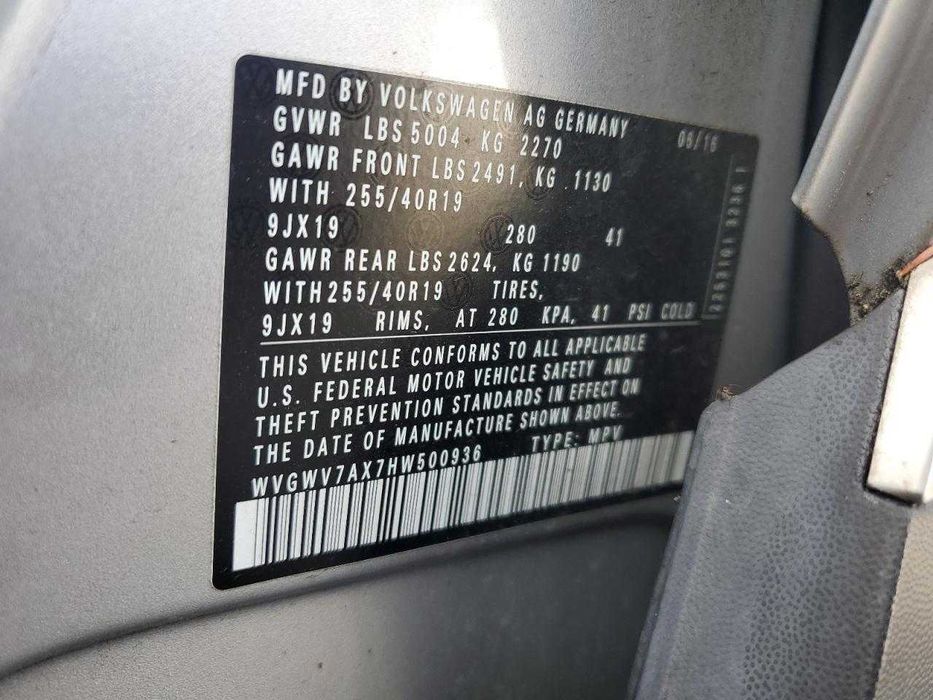 MFD BY VOLKSWAGEN AG GERMANY
GVWR LBS 5004, KG 2270 08/16
GAWR FRONT LBS 2491, KG 1130
WITH 255/40R19
9JX19 280 41
GAWR REAR LBS 2624, KG 1190
WITH 255/40R19 TIRES,
9JX19 RIMS, AT 280 KPA, 41 PSI COLD
THIS VEHICLE CONFORMS TO ALL APPLICABLE
U.S. FEDERAL MOTOR VEHICLE SAFETY AND
THEFT PREVENTION STANDARDS IN EFFECT ON
THE DATE OF MANUFACTURE SHOWN ABOVE.
WVGWV7AX7HW500936 TYPE: MPV